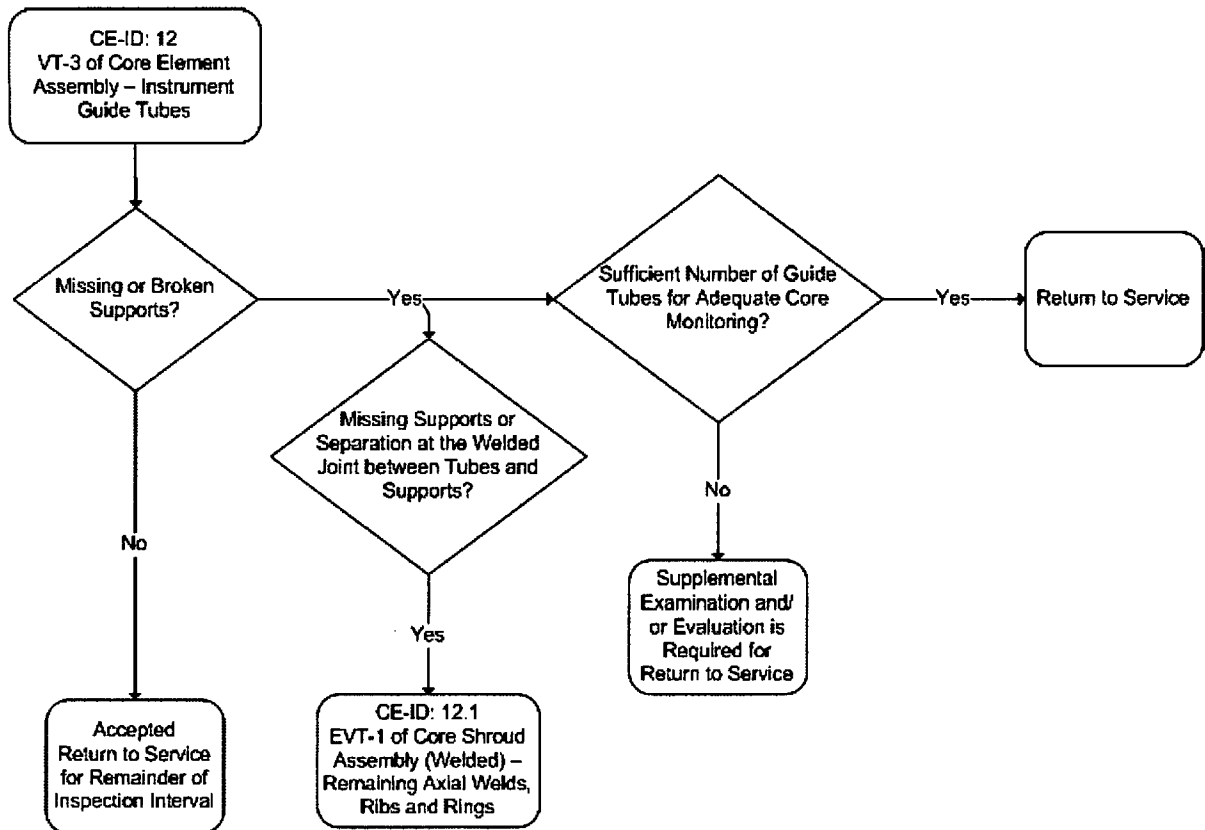 CE-ID: 12
VT-3 of Core Element
Assembly – Instrument
Guide Tubes
Missing or Broken
Supports?
Yes
Sufficient Number of Guide
Tubes for Adequate Core
Monitoring?
Yes
Return to Service
Missing Supports or
Separation at the Welded
Joint between Tubes and
Supports?
No
No
Supplemental
Examination and/
or Evaluation is
Required for
Return to Service
Yes
Accepted
Return to Service
for Remainder of
Inspection Interval
CE-ID: 12.1
EVT-1 of Core Shroud
Assembly (Welded) –
Remaining Axial Welds,
Ribs and Rings